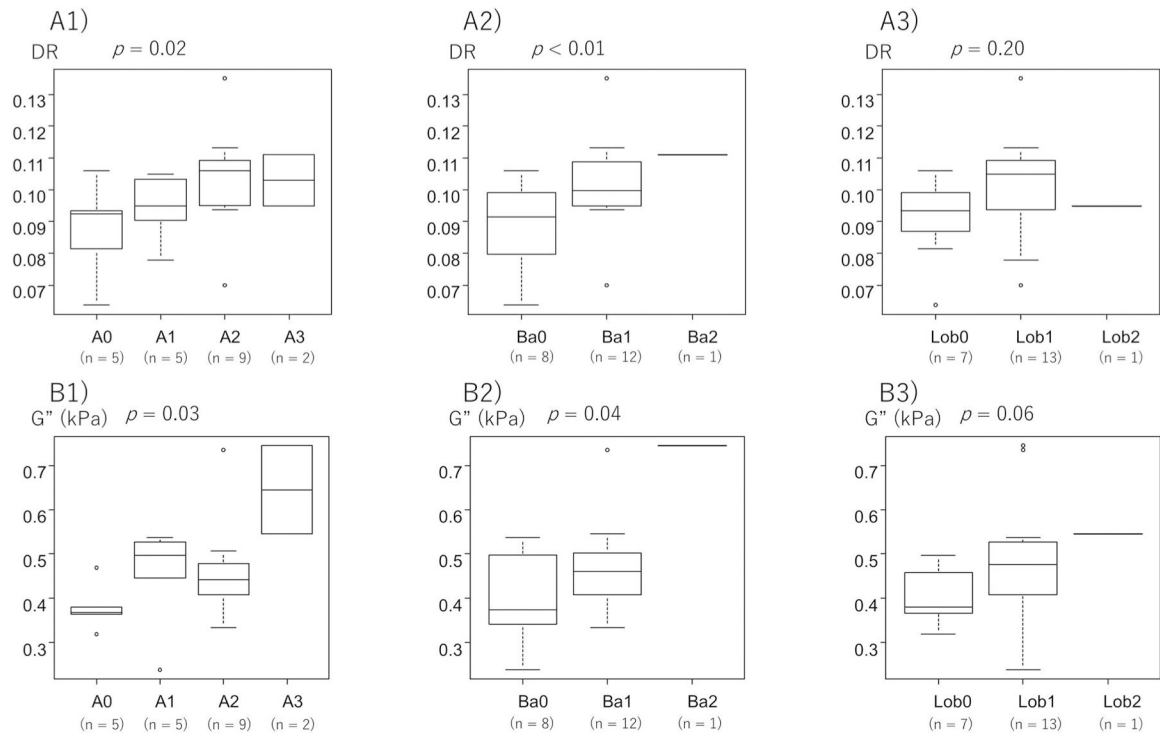 A1)
DR p = 0.02
0.13
0.12
0.11
0.10
0.09
0.08
0.07
A0 A1 A2 A3
(n = 5) (n = 5) (n = 9) (n = 2)
A2)
DR p < 0.01
0.13
0.12
0.11
0.10
0.09
0.08
0.07
Ba0 Ba1 Ba2
(n = 8) (n = 12) (n = 1)
A3)
DR p = 0.20
0.13
0.12
0.11
0.10
0.09
0.08
0.07
Lob0 Lob1 Lob2
(n = 7) (n = 13) (n = 1)
B1)
G” (kPa) p = 0.03
0.7
0.6
0.5
0.4
0.3
A0 A1 A2 A3
(n = 5) (n = 5) (n = 9) (n = 2)
B2)
G” (kPa) p = 0.04
0.7
0.6
0.5
0.4
0.3
Ba0 Ba1 Ba2
(n = 8) (n = 12) (n = 1)
B3)
G” (kPa) p = 0.06
0.7
0.6
0.5
0.4
0.3
Lob0 Lob1 Lob2
(n = 7) (n = 13) (n = 1)